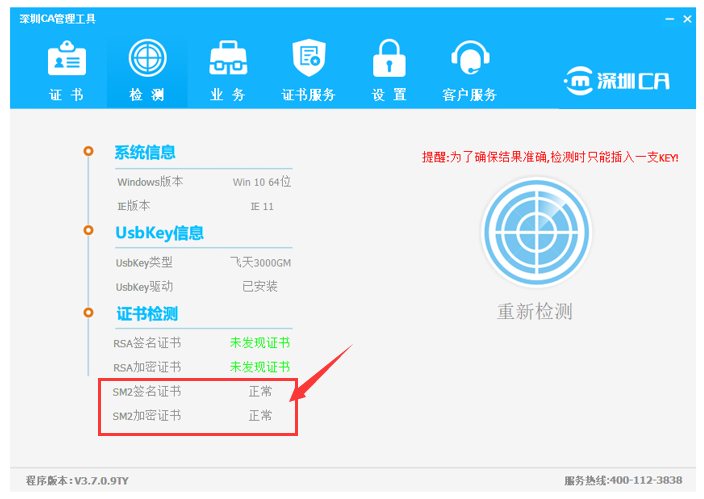 深圳CA管理工具
证 书 检 测 业 务 证书服务 设 置 客户服务 深圳CA
系统信息
提醒:为了确保结果准确,检测时只能插入一支KEY!
Windows版本 Win 10 64位
IE版本 IE 11
UsbKey信息
UsbKey类型 飞天3000GM
UsbKey驱动 已安装
重新检测
证书检测
RSA签名证书 未发现证书
RSA加密证书 未发现证书
SM2签名证书 正常
SM2加密证书 正常
程序版本:V3.7.0.9TY 服务热线:400-112-3838